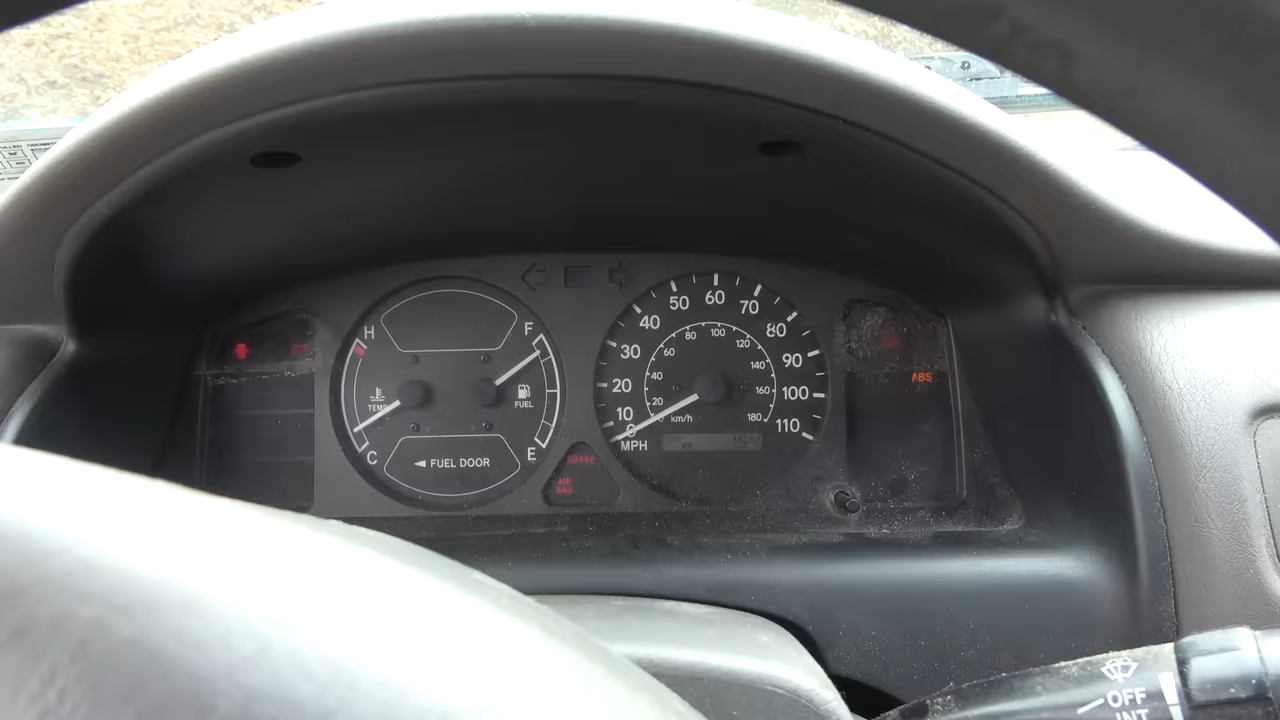 H
TEMP
C
F
FUEL
E
◄ FUEL DOOR
BRAKE
AIR
BAG
0
10
20
30
40
50
60
70
80
90
100
110
MPH
20
40
60
80
100
120
140
160
180
km/h
ABS
OFF
INT